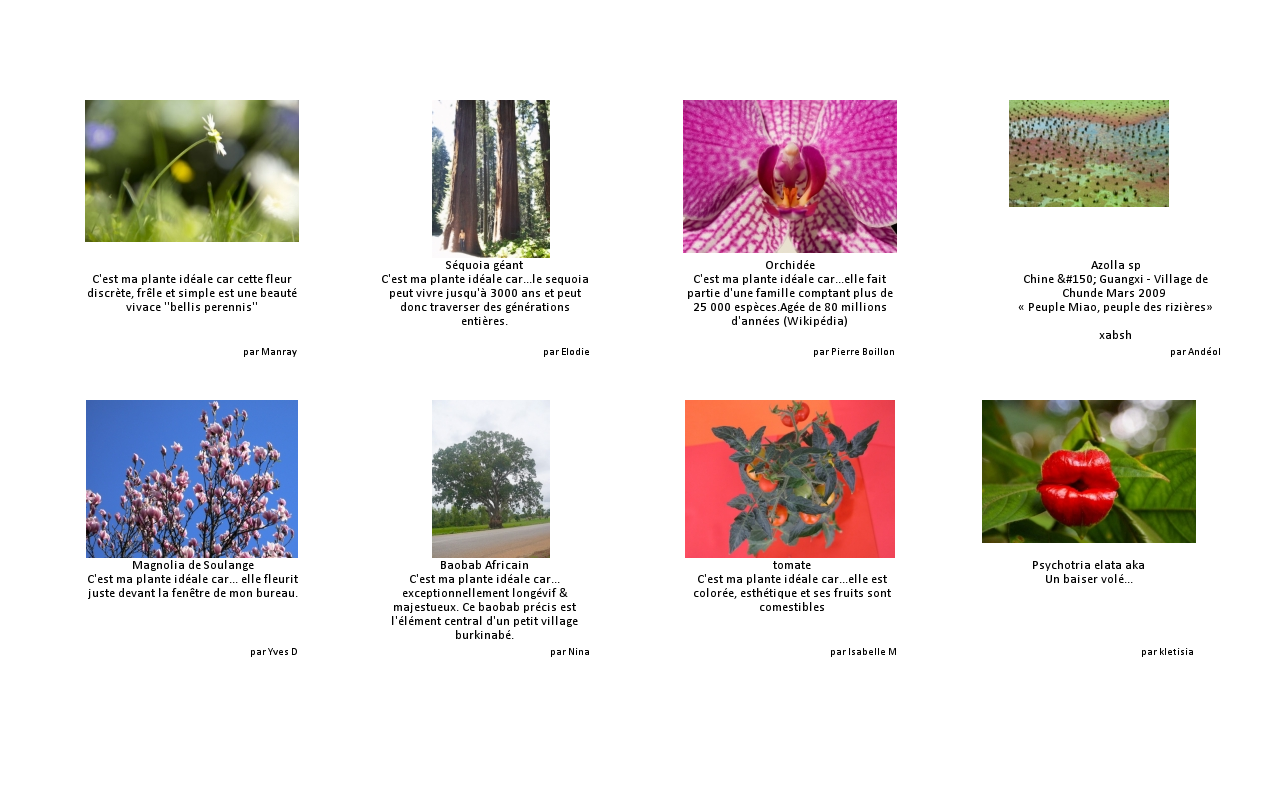 C'est ma plante idéale car cette fleur
discrète, frêle et simple est une beauté
vivace "bellis perennis"
par Manray
Séquoia géant
C'est ma plante idéale car...le sequoia
peut vivre jusqu'à 3000 ans et peut
donc traverser des générations
entières.
par Elodie
Orchidée
C'est ma plante idéale car...elle fait
partie d'une famille comptant plus de
25 000 espèces.Agée de 80 millions
d'années (Wikipédia)
par Pierre Boillon
Azolla sp
Chine &#150; Guangxi - Village de
Chunde Mars 2009
« Peuple Miao, peuple des rizières»
xabsh
par Andéol
Magnolia de Soulange
C'est ma plante idéale car... elle fleurit
juste devant la fenêtre de mon bureau.
par Yves D
Baobab Africain
C'est ma plante idéale car...
exceptionnellement longévif &
majestueux. Ce baobab précis est
l'élément central d'un petit village
burkinabé.
par Nina
tomate
C'est ma plante idéale car...elle est
colorée, esthétique et ses fruits sont
comestibles
par Isabelle M
Psychotria elata aka
Un baiser volé...
par kletisia